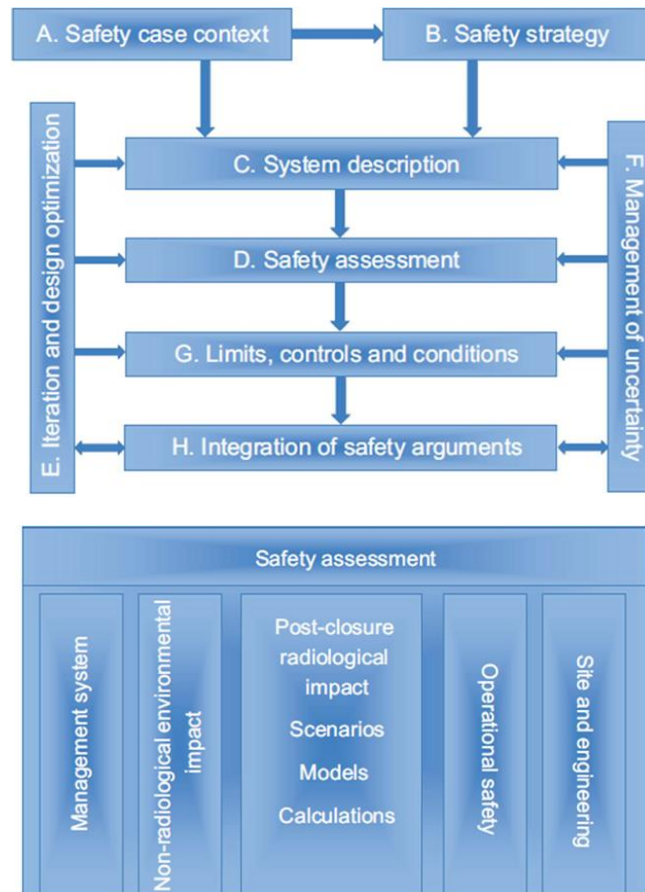 A. Safety case context
B. Safety strategy
E. Iteration and design optimization
C. System description
D. Safety assessment
G. Limits, controls and conditions
H. Integration of safety arguments
F. Management of uncertainty
Safety assessment
Management system
Non-radiological environmental
impact
Post-closure
radiological
impact
Scenarios
Models
Calculations
Operational safety
Site and engineering